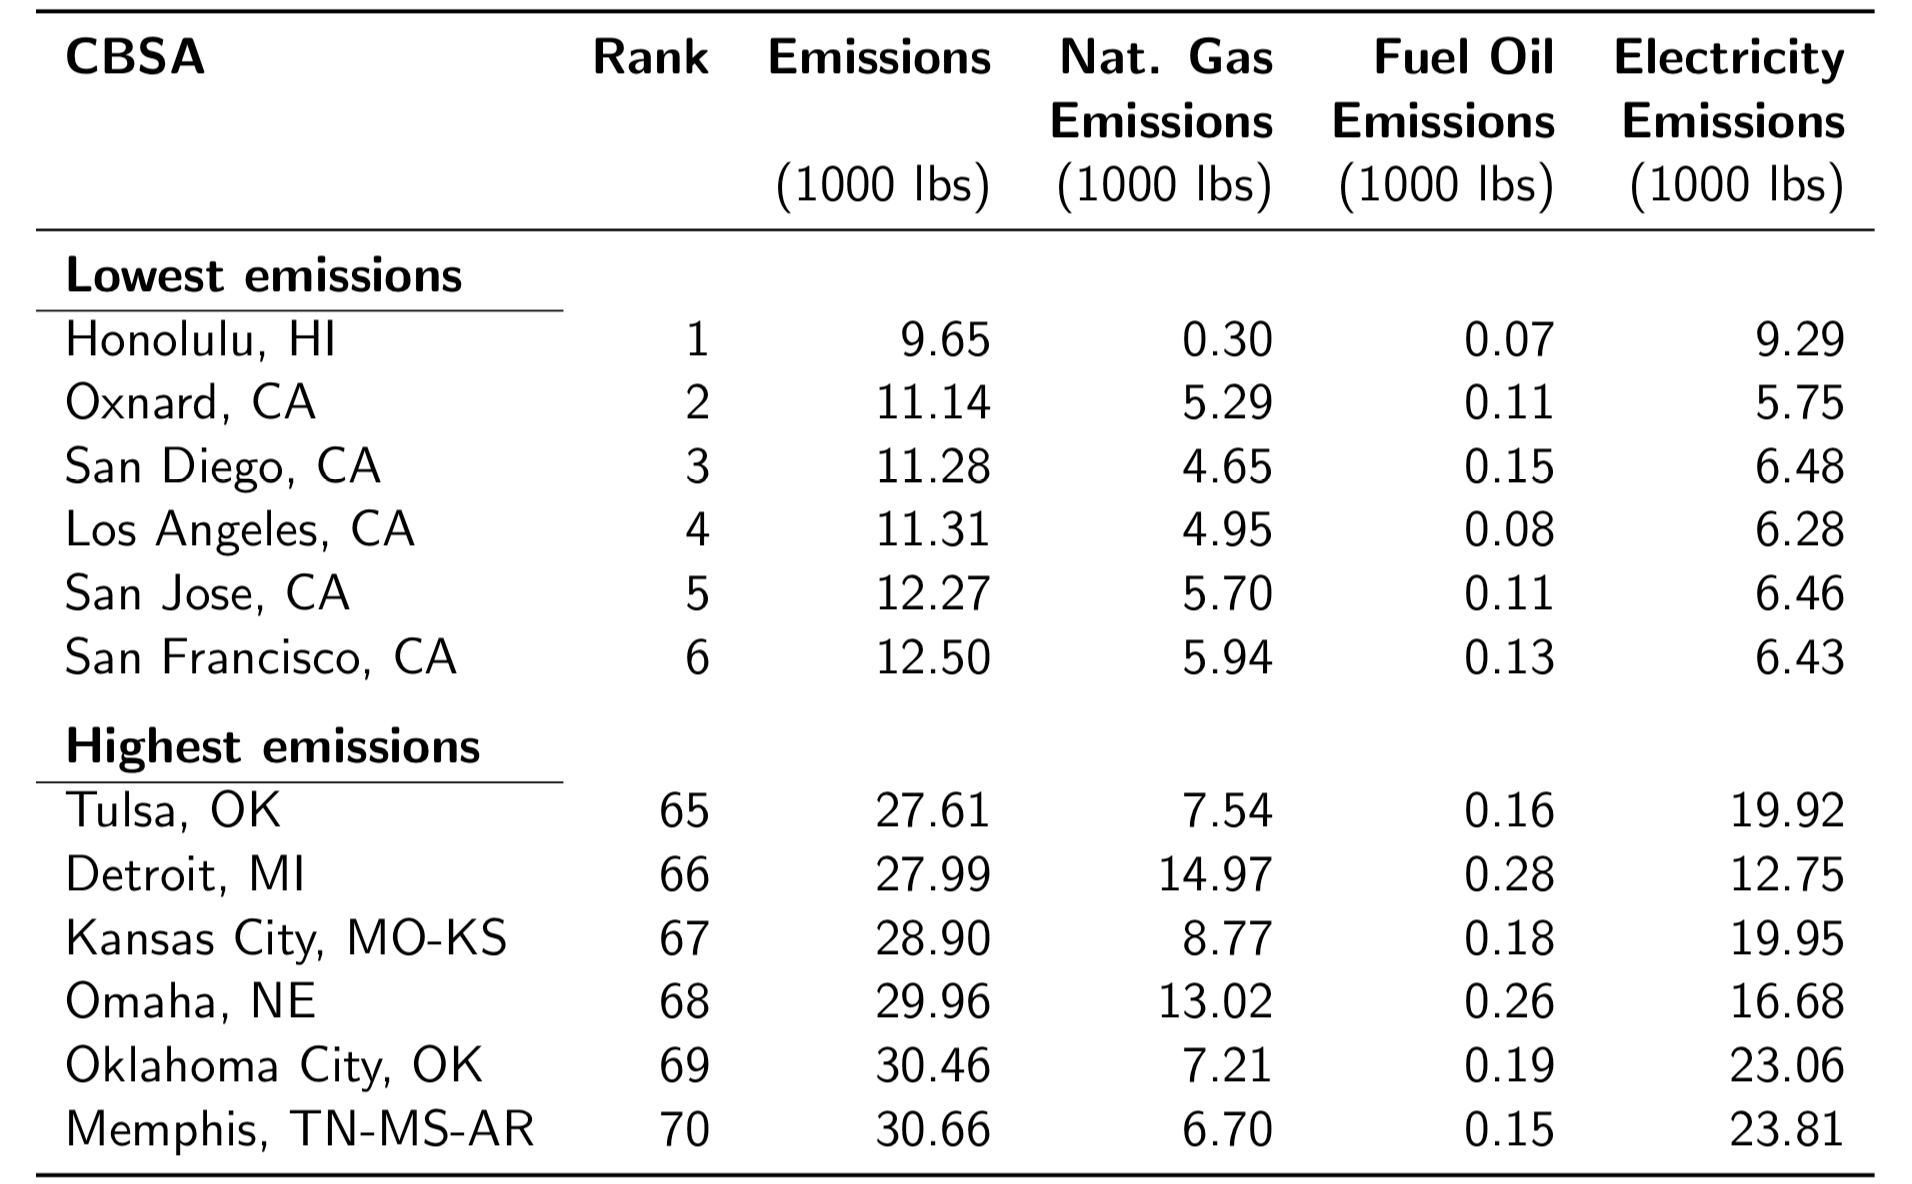 CBSA Rank Emissions Nat. Gas Fuel Oil Electricity
Emissions Emissions Emissions
(1000 lbs) (1000 lbs) (1000 lbs) (1000 lbs)
Lowest emissions
Honolulu, HI 1 9.65 0.30 0.07 9.29
Oxnard, CA 2 11.14 5.29 0.11 5.75
San Diego, CA 3 11.28 4.65 0.15 6.48
Los Angeles, CA 4 11.31 4.95 0.08 6.28
San Jose, CA 5 12.27 5.70 0.11 6.46
San Francisco, CA 6 12.50 5.94 0.13 6.43
Highest emissions
Tulsa, OK 65 27.61 7.54 0.16 19.92
Detroit, MI 66 27.99 14.97 0.28 12.75
Kansas City, MO-KS 67 28.90 8.77 0.18 19.95
Omaha, NE 68 29.96 13.02 0.26 16.68
Oklahoma City, OK 69 30.46 7.21 0.19 23.06
Memphis, TN-MS-AR 70 30.66 6.70 0.15 23.81